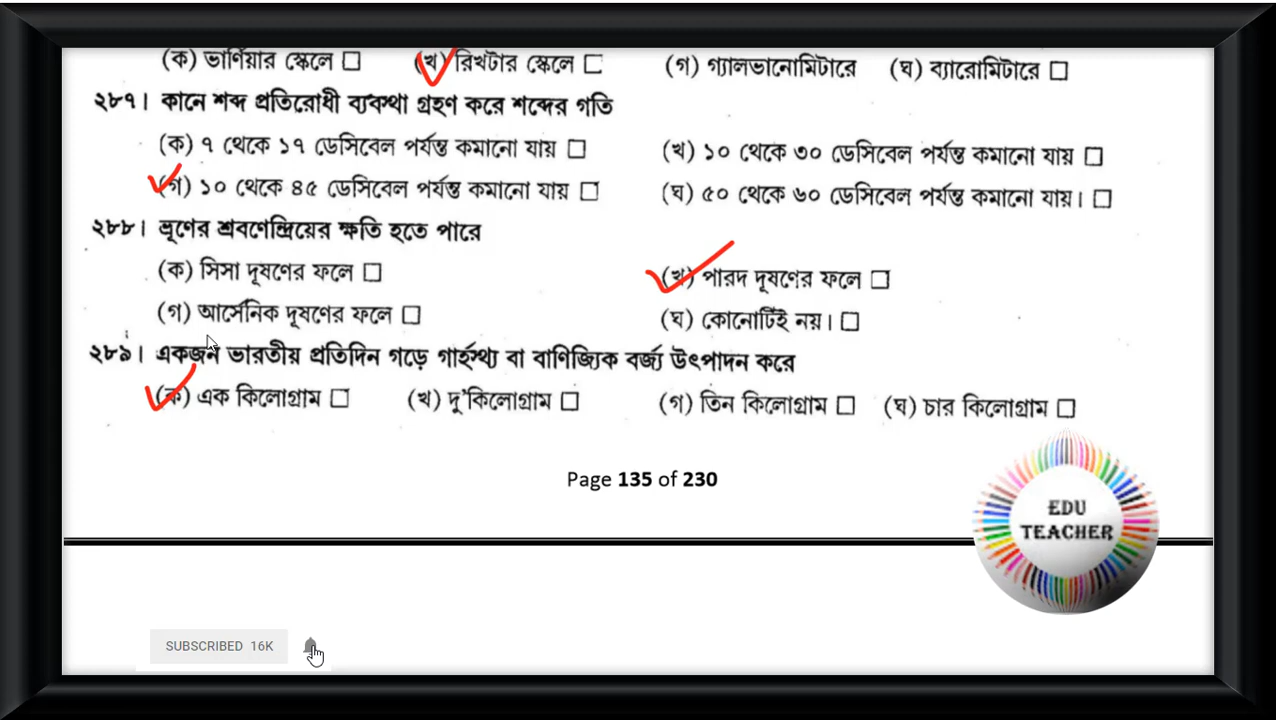 (ক) ভার্ণিয়ার স্কেলে □ (খ) রিখটার স্কেলে □ (গ) গ্যালভানোমিটারে (ঘ) ব্যারোমিটারে □
২৮৭। কানে শব্দ প্রতিরোধী ব্যবস্থা গ্রহণ করে শব্দের গতি
(ক) ৭ থেকে ১৭ ডেসিবেল পর্যন্ত কমানো যায় □ (খ) ১০ থেকে ৩০ ডেসিবেল পর্যন্ত কমানো যায় □
(গ) ১০ থেকে ৪৫ ডেসিবেল পর্যন্ত কমানো যায় □ (ঘ) ৫০ থেকে ৬০ ডেসিবেল পর্যন্ত কমানো যায়। □
২৮৮। ভ্রূণের শ্রবণেন্দ্রিয়ের ক্ষতি হতে পারে
(ক) সিসা দূষণের ফলে □ (খ) পারদ দূষণের ফলে □
(গ) আর্সেনিক দূষণের ফলে □ (ঘ) কোনোটিই নয়। □
২৮৯। একজন ভারতীয় প্রতিদিন গড়ে গার্হস্থ্য বা বাণিজ্যিক বর্জ্য উৎপাদন করে
(ক) এক কিলোগ্রাম □ (খ) দু'কিলোগ্রাম □ (গ) তিন কিলোগ্রাম □ (ঘ) চার কিলোগ্রাম □
Page 135 of 230
EDU
TEACHER
SUBSCRIBED 16K